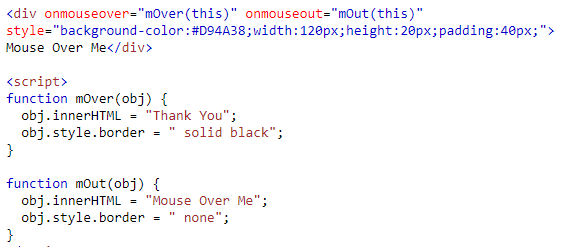 <div onmouseover="mOver(this)" onmouseout="mOut(this)"
style="background-color:#D94A38;width:120px;height:20px;padding:40px;">
Mouse Over Me</div>
<script>
function mOver(obj) {
  obj.innerHTML = "Thank You";
  obj.style.border = " solid black";
}
function mOut(obj) {
  obj.innerHTML = "Mouse Over Me";
  obj.style.border = " none";
}